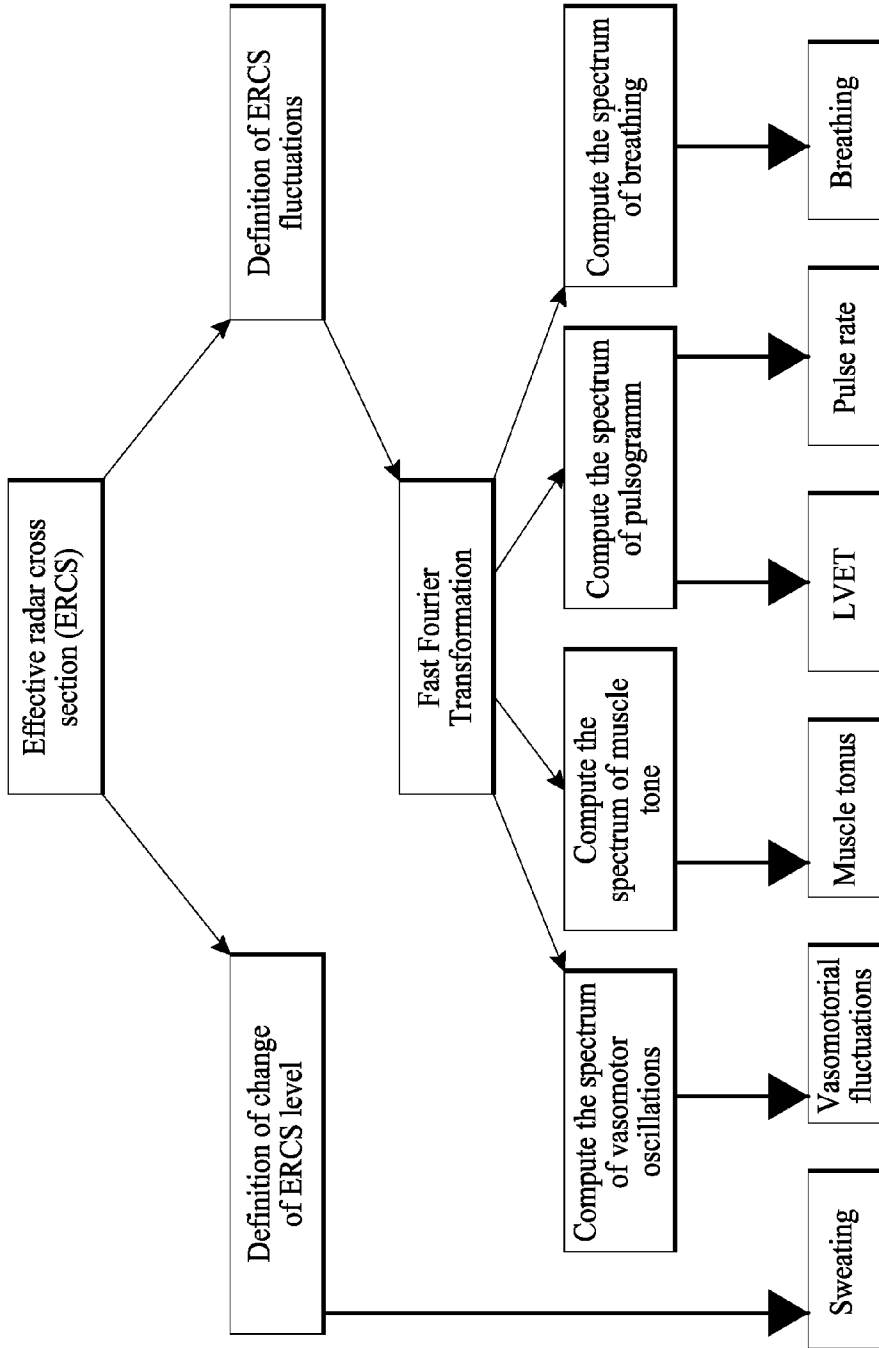 Effective radar cross
section (ERCS)
Definition of change
of ERCS level
Definition of ERCS
fluctuations
Fast Fourier
Transformation
Compute the spectrum
of vasomotor
oscillations
Compute the
spectrum of muscle
tone
Compute the spectrum
of pulsogramm
Compute the spectrum
of breathing
Sweating
Vasomotorial
fluctuations
Muscle tonus
LVET
Pulse rate
Breathing